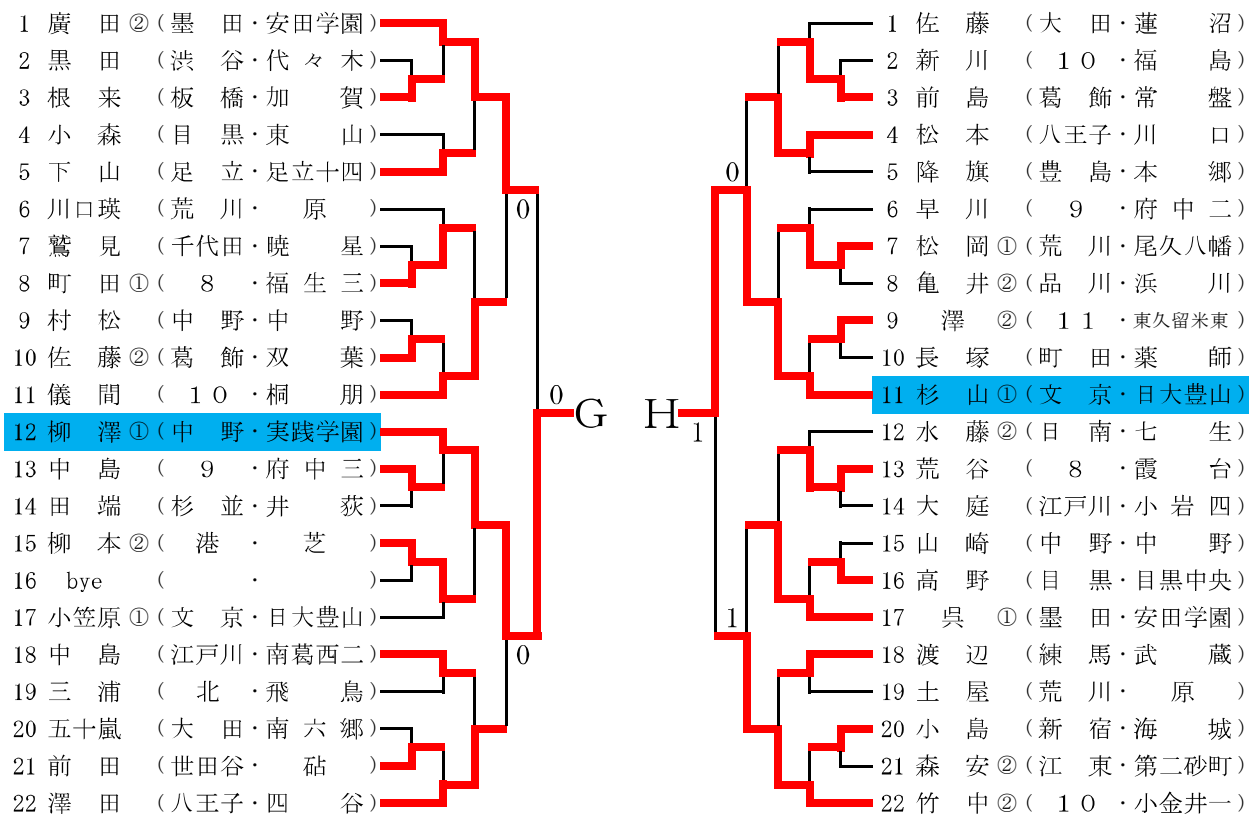 1 廣 田②(墨 田・安田学園)
2 黒 田 (渋 谷・代々木)
3 根 来 (板 橋・加 賀)
4 小 森 (目 黒・東 山)
5 下 山 (足 立・足立十四)
6 川口瑛 (荒 川・ 原 )
7 鷲 見 (千代田・暁 星)
8 町 田①( 8 ・福生三)
9 村 松 (中 野・中 野)
10 佐 藤②(葛 飾・双 葉)
11 儀 間 ( 10 ・桐 朋)
12 柳 澤①(中 野・実践学園)
13 中 島 ( 9 ・府中三)
14 田 端 (杉 並・井 荻)
15 柳 本②( 港 ・ 芝 )
16 bye ( ・ )
17 小笠原①(文 京・日大豊山)
18 中 島 (江戸川・南葛西二)
19 三 浦 ( 北 ・飛 鳥)
20 五十嵐 (大 田・南六郷)
21 前 田 (世田谷・ 砧 )
22 澤 田 (八王子・四 谷)
0
0
G
0
1 佐 藤 (大 田・蓮 沼)
2 新 川 ( 10 ・福 島)
3 前 島 (葛 飾・常 盤)
4 松 本 (八王子・川 口)
5 降 旗 (豊 島・本 郷)
6 早 川 ( 9 ・府中二)
7 松 岡①(荒 川・尾久八幡)
8 亀 井②(品 川・浜 川)
9 澤 ②( 11 ・東久留米東)
10 長 塚 (町 田・薬 師)
11 杉 山①(文 京・日大豊山)
12 水 藤②(日 南・七 生)
13 荒 谷 ( 8 ・霞 台)
14 大 庭 (江戸川・小岩四)
15 山 崎 (中 野・中 野)
16 高 野 (目 黒・目黒中央)
17 呉 ①(墨 田・安田学園)
18 渡 辺 (練 馬・武 蔵)
19 土 屋 (荒 川・ 原 )
20 小 島 (新 宿・海 城)
21 森 安②(江 東・第二砂町)
22 竹 中②( 10 ・小金井一)
0
H
1
1